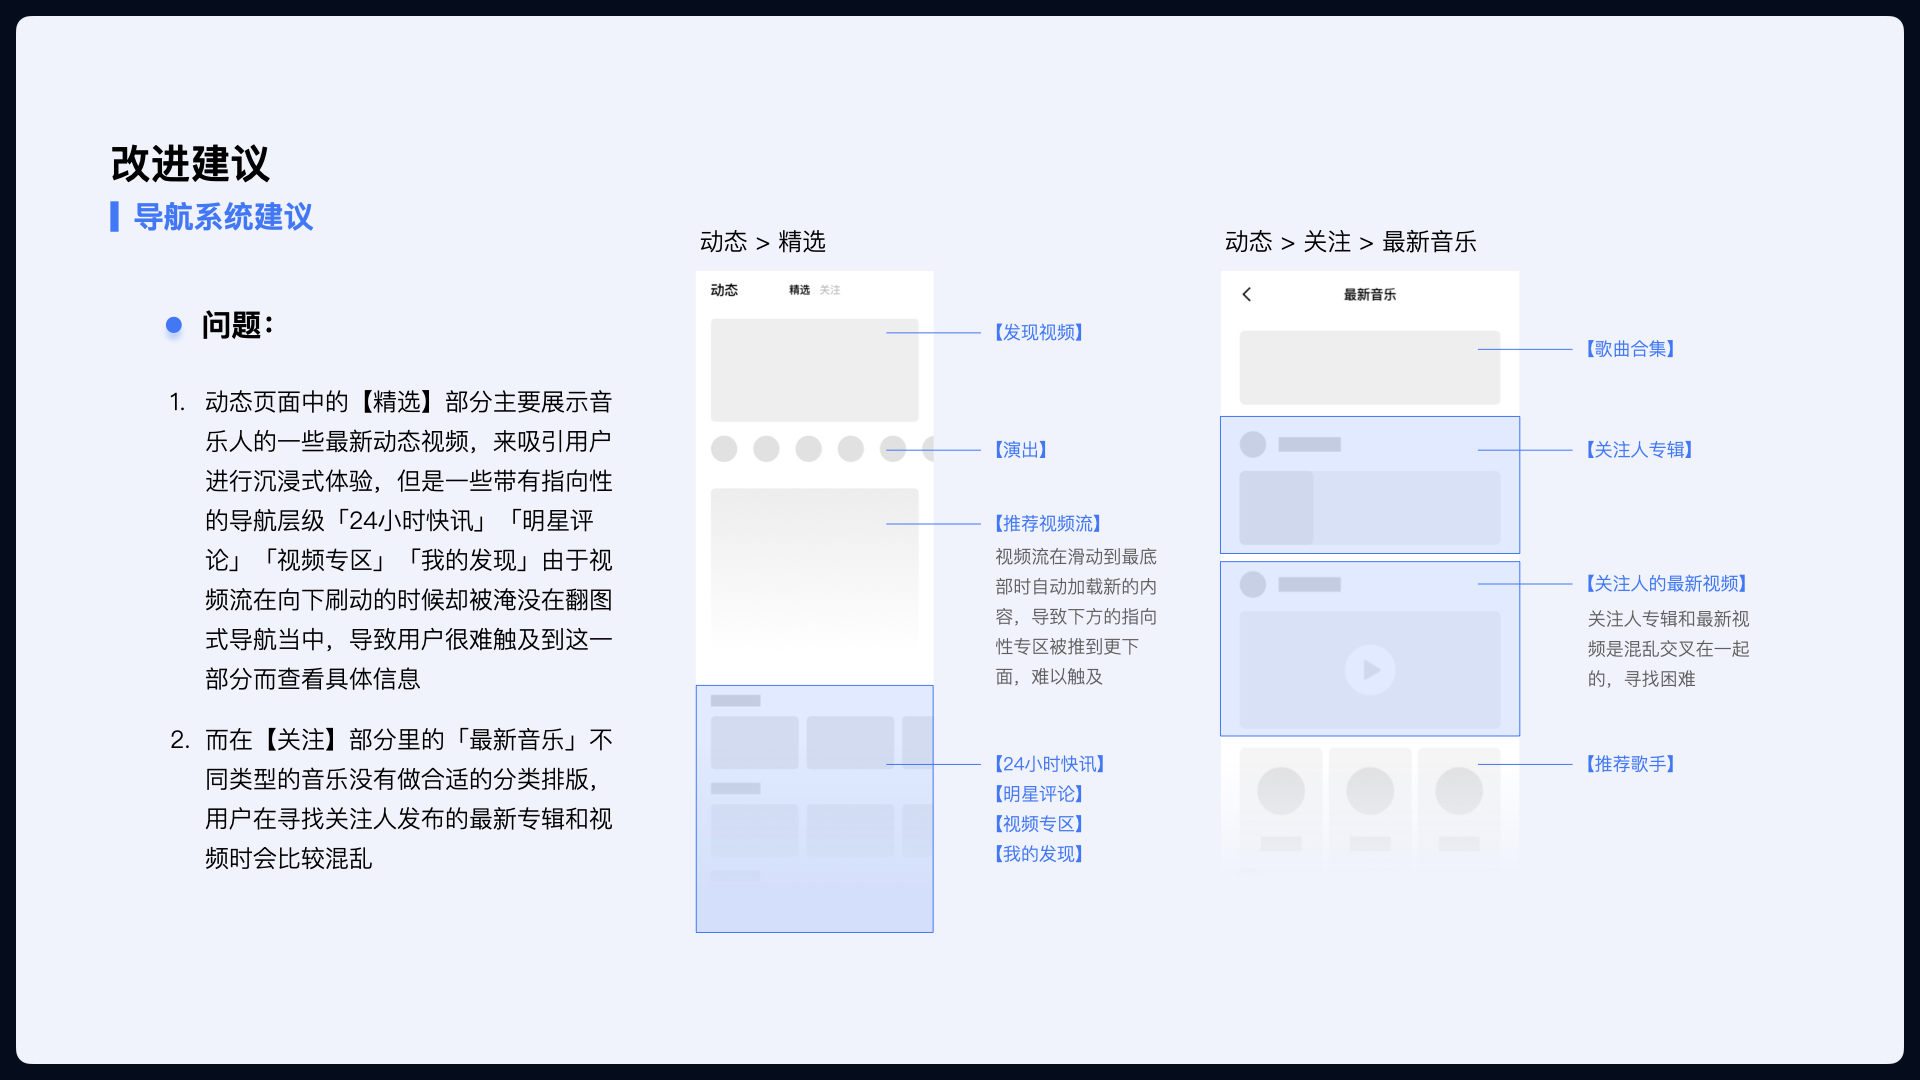 改进建议
导航系统建议
问题：
1. 动态页面中的【精选】部分主要展示音
乐人的一些最新动态视频，来吸引用户
进行沉浸式体验，但是一些带有指向性
的导航层级「24小时快讯」「明星评
论」「视频专区」「我的发现」由于视
频流在向下刷动的时候却被淹没在翻图
式导航当中，导致用户很难触及到这一
部分而查看具体信息
2. 而在【关注】部分里的「最新音乐」不
同类型的音乐没有做合适的分类排版，
用户在寻找关注人发布的最新专辑和视
频时会比较混乱
动态 > 精选
动态 精选 关注
【发现视频】
【演出】
【推荐视频流】
视频流在滑动到最底
部时自动加载新的内
容，导致下方的指向
性专区被推到更下
面，难以触及
【24小时快讯】
【明星评论】
【视频专区】
【我的发现】
动态 > 关注 > 最新音乐
最新音乐
【歌曲合集】
【关注人专辑】
【关注人的最新视频】
关注人专辑和最新视
频是混乱交叉在一起
的，寻找困难
【推荐歌手】